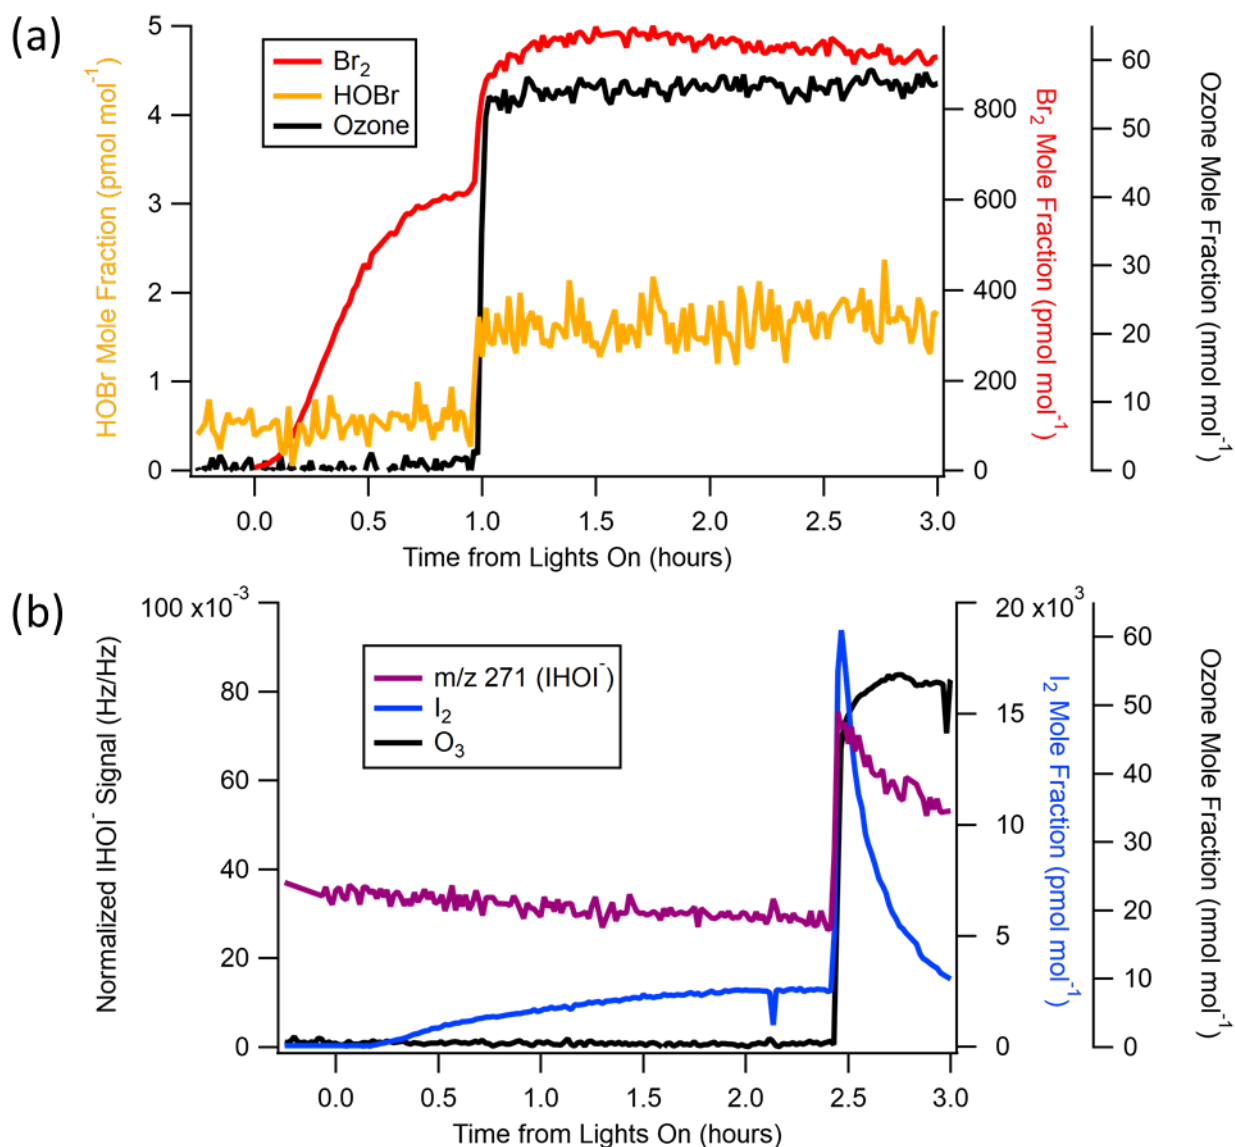 (a)
HOBr Mole Fraction (pmol mol⁻¹)
5
4
3
2
1
0
Br₂
HOBr
Ozone
800
600
400
200
0
Br₂ Mole Fraction (pmol mol⁻¹)
60
50
40
30
20
10
0
Ozone Mole Fraction (nmol mol⁻¹)
0.0 0.5 1.0 1.5 2.0 2.5 3.0
Time from Lights On (hours)
(b)
Normalized IHOI⁻ Signal (Hz/Hz)
100 x10⁻³
80
60
40
20
0
m/z 271 (IHOI⁻)
I₂
O₃
20 x10³
15
10
5
0
I₂ Mole Fraction (pmol mol⁻¹)
60
50
40
30
20
10
0
Ozone Mole Fraction (nmol mol⁻¹)
0.0 0.5 1.0 1.5 2.0 2.5 3.0
Time from Lights On (hours)